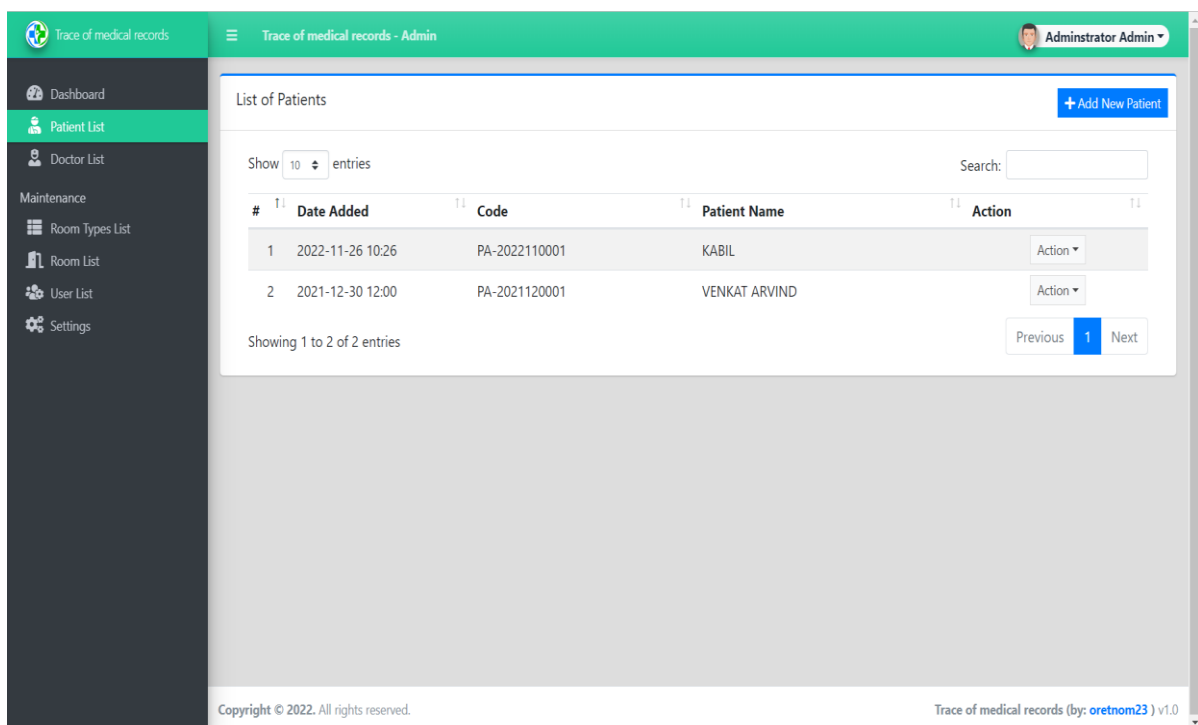 Trace of medical records
Trace of medical records - Admin
Adminstrator Admin
Dashboard
Patient List
Doctor List
Maintenance
Room Types List
Room List
User List
Settings
List of Patients
Add New Patient
Show 10 entries
Search:
# Date Added Code Patient Name Action
1 2022-11-26 10:26 PA-2022110001 KABIL Action
2 2021-12-30 12:00 PA-2021120001 VENKAT ARVIND Action
Showing 1 to 2 of 2 entries
Previous 1 Next
Copyright © 2022. All rights reserved.
Trace of medical records (by: oretnom23 ) v1.0